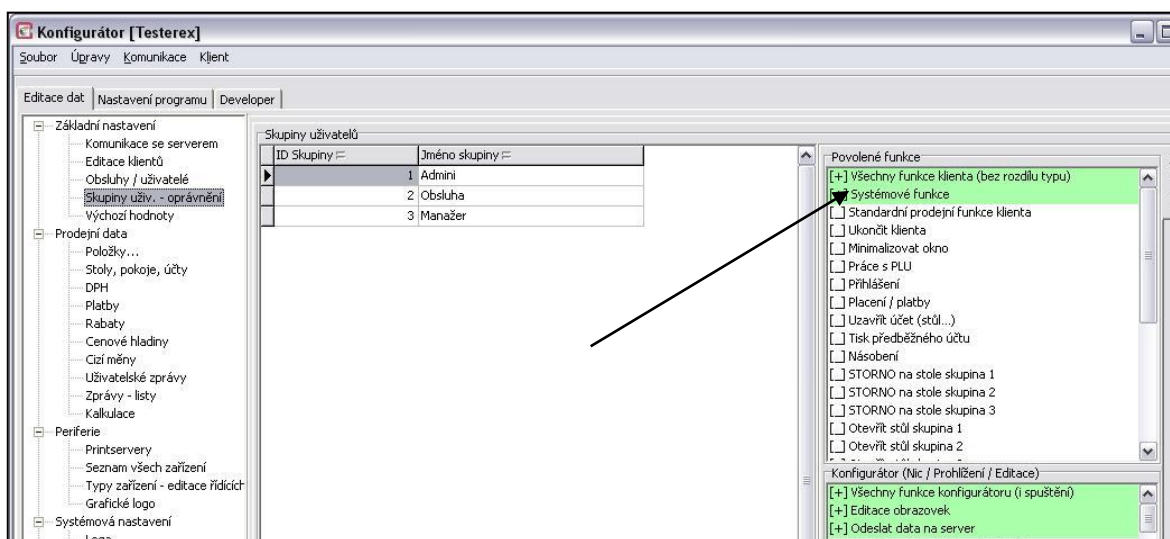 Konfigurátor [Testerex]
Soubor Úpravy Komunikace Klient
Editace dat Nastavení programu Developer
Základní nastavení
Komunikace se serverem
Editace klientů
Obsluhy / uživatelé
Skupiny uživ. - oprávnění
Výchozí hodnoty
Prodejní data
Položky...
Stoly, pokoje, účty
DPH
Platby
Rabaty
Cenové hladiny
Cizí měny
Uživatelské zprávy
Zprávy - listy
Kalkulace
Periferie
Printservery
Seznam všech zařízení
Typy zařízení - editace řídících
Grafické logo
Systémová nastavení
Skupiny uživatelů
ID Skupiny Jméno skupiny
1 Admini
2 Obsluha
3 Manažer
Povolené funkce
[+] Všechny funkce klienta (bez rozdílu typu)
Systémové funkce
[_] Standardní prodejní funkce klienta
[_] Ukončit klienta
[_] Minimalizovat okno
[_] Práce s PLU
[_] Přihlášení
[_] Placení / platby
[_] Uzavřít účet (stůl...)
[_] Tisk předběžného účtu
[_] Násobení
[_] STORNO na stole skupina 1
[_] STORNO na stole skupina 2
[_] STORNO na stole skupina 3
[_] Otevřít stůl skupina 1
[_] Otevřít stůl skupina 2
Konfigurátor (Nic / Prohlížení / Editace)
[+] Všechny funkce konfigurátoru (i spuštění)
[+] Editace obrazovek
[+] Odeslat data na server